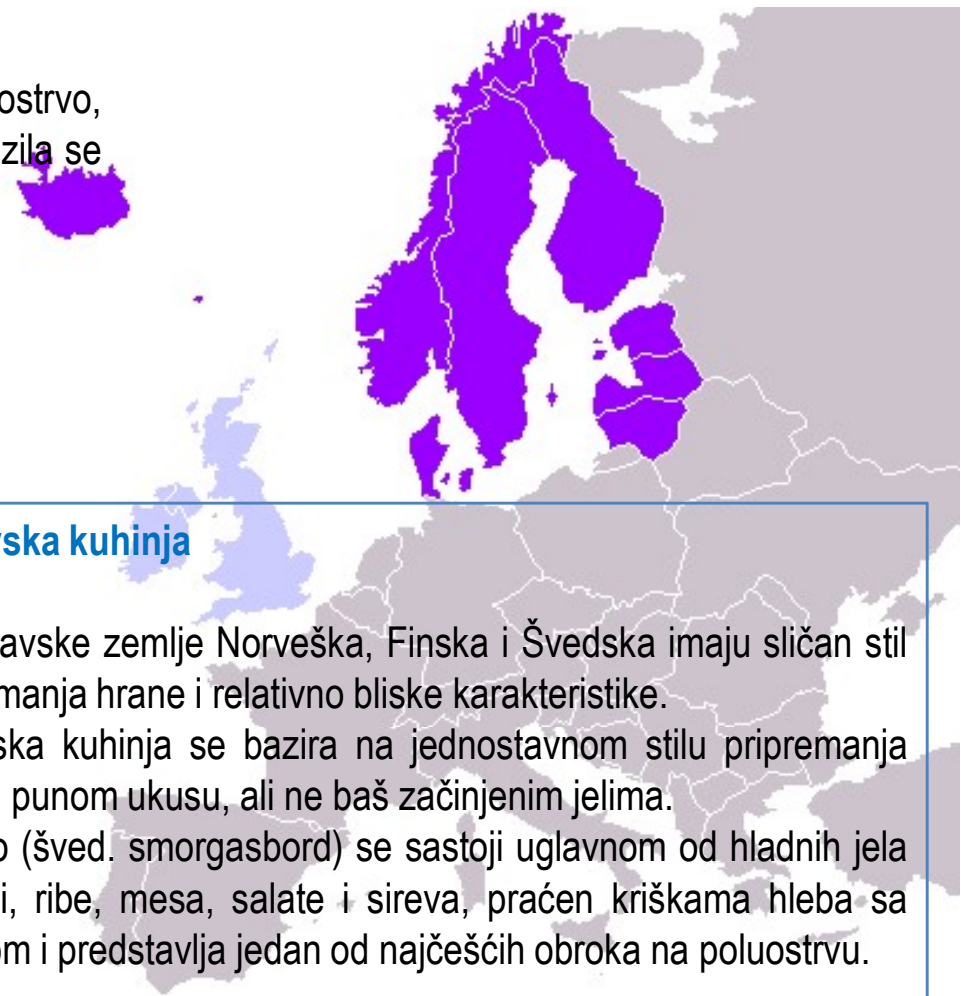 ostrvo,
zila se
vska kuhinja
avske zemlje Norveška, Finska i Švedska imaju sličan stil
manja hrane i relativno bliske karakteristike.
ska kuhinja se bazira na jednostavnom stilu pripremanja
punom ukusu, ali ne baš začinjenim jelima.
o (šved. smorgasbord) se sastoji uglavnom od hladnih jela
i, ribe, mesa, salate i sireva, praćen kriškama hleba sa
om i predstavlja jedan od najčešćih obroka na poluostrvu.